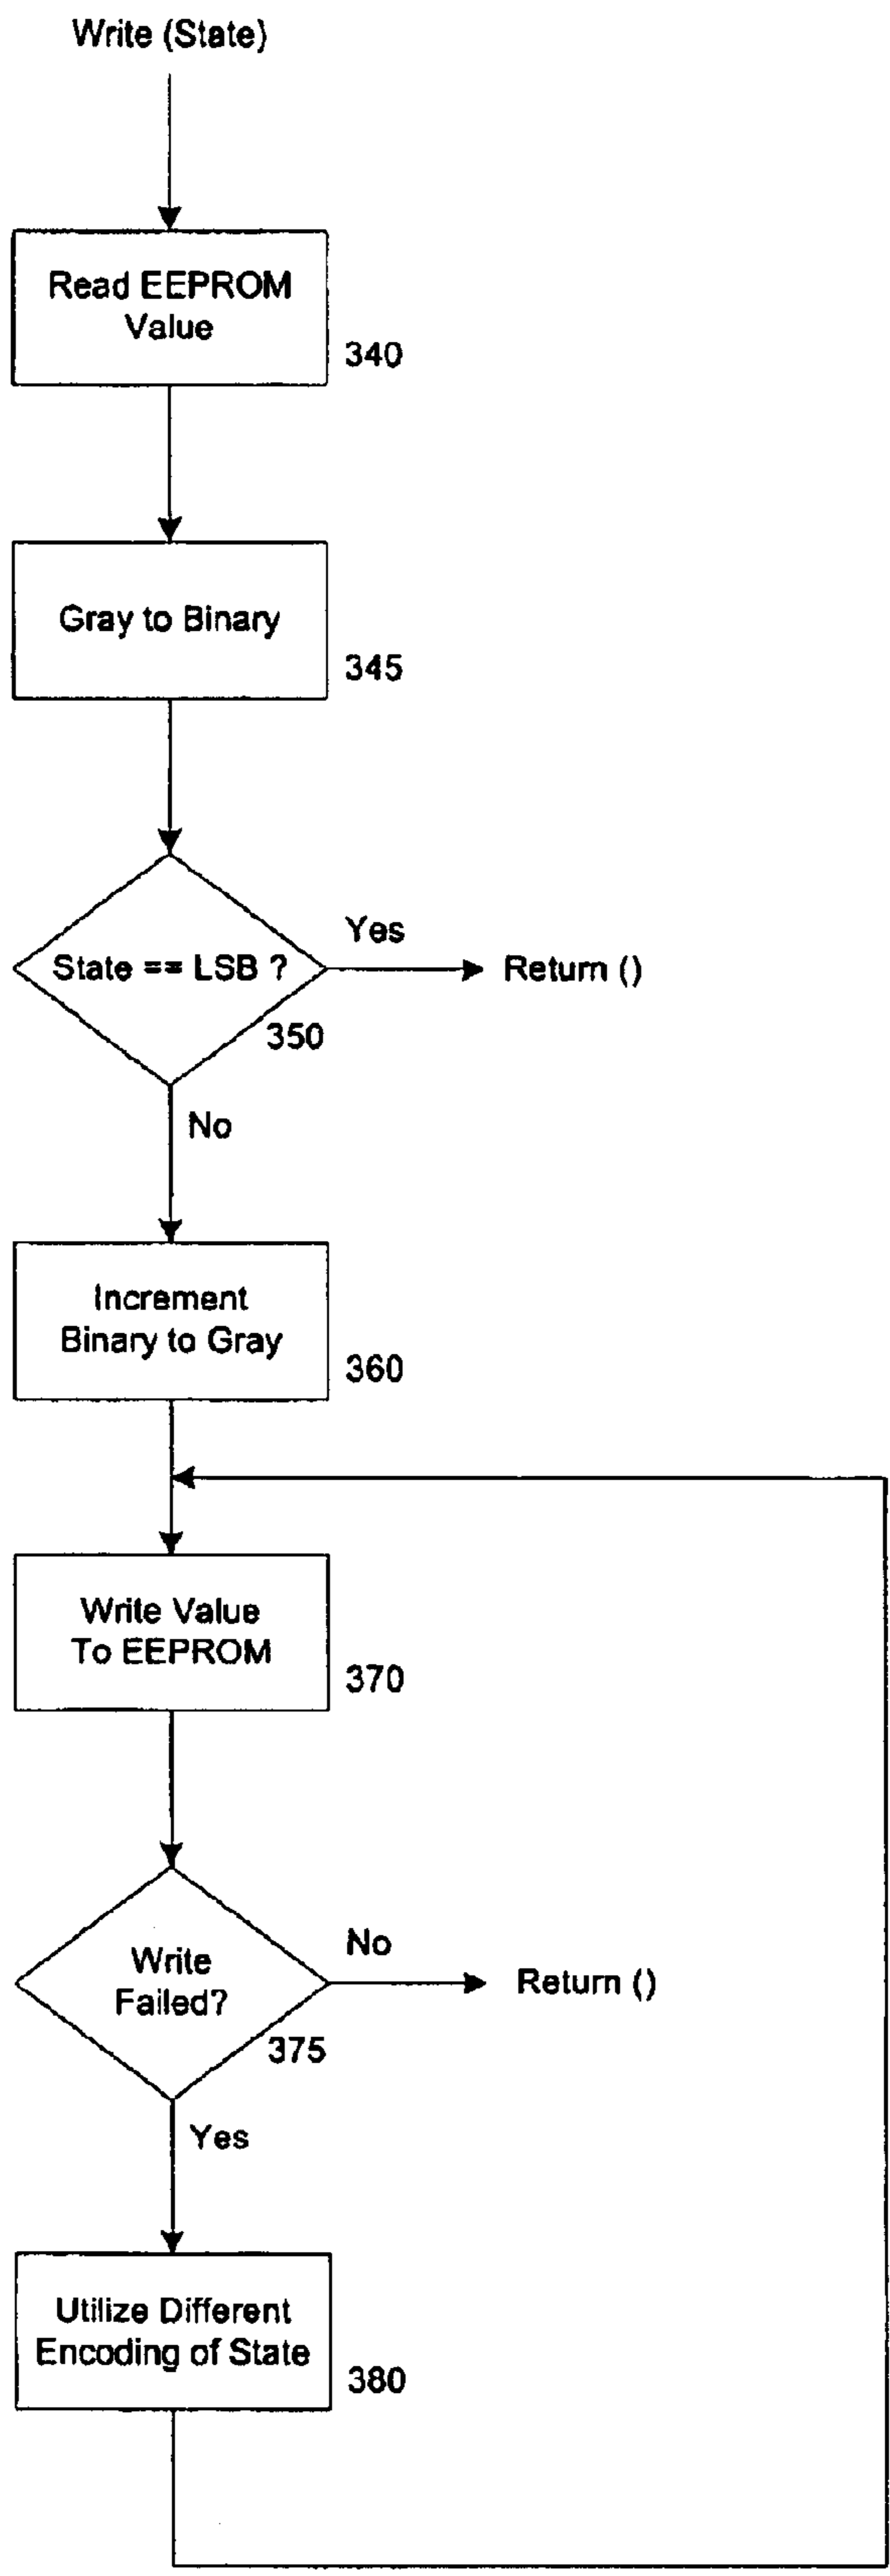 Write (State)
Read EEPROM
Value
340
Gray to Binary
345
State == LSB ?
Yes
Return ()
350
No
Increment
Binary to Gray
360
Write Value
To EEPROM
370
Write
Failed?
No
Return ()
375
Yes
Utilize Different
Encoding of State
380